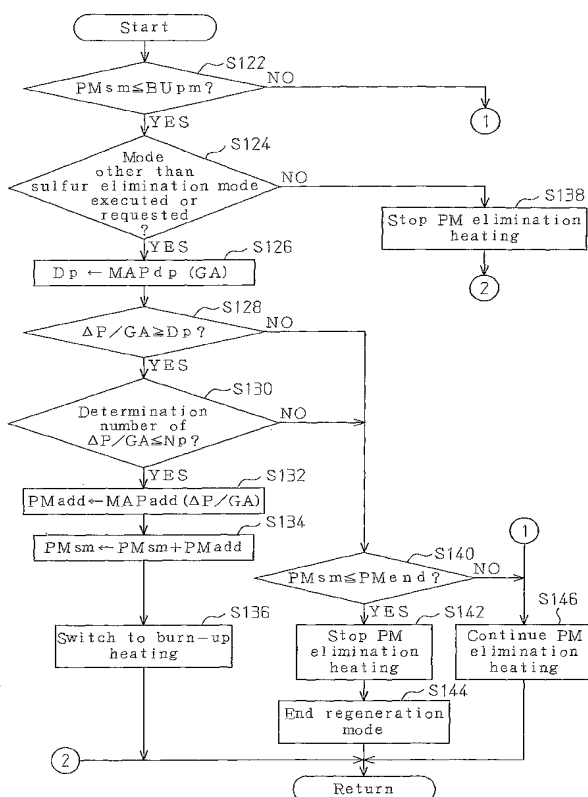 Start
S122
PMsm≦BUpm?
NO
1
YES
S124
Mode
other than
sulfur elimination mode
executed or
requested
?
NO
S138
Stop PM elimination
heating
2
YES
S126
Dp ← MAPdp (GA)
S128
ΔP/GA≧Dp?
NO
YES
S130
Determination
number of
ΔP/GA≦Np?
NO
YES
S132
PMadd←MAPadd (ΔP/GA)
S134
PMsm←PMsm+PMadd
1
S140
PMsm≦PMend?
NO
YES
S136
Switch to burn-up
heating
S142
Stop PM
elimination
heating
S146
Continue PM
elimination
heating
S144
End regeneration
mode
2
Return